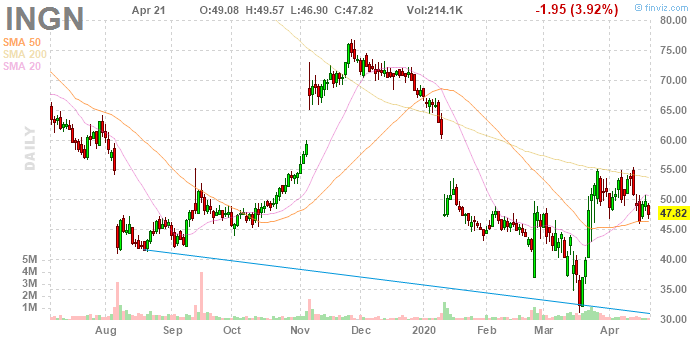 INGN
Apr 21 O:49.08 H:49.57 L:46.90 C:47.82 Vol:214.1K
-1.95 (3.92%)
© finviz.com
SMA 50
SMA 200
SMA 20
DAILY
80.00
75.00
70.00
65.00
60.00
55.00
50.00
47.82
45.00
40.00
35.00
30.00
5M
4M
3M
2M
1M
Aug Sep Oct Nov Dec 2020 Feb Mar Apr